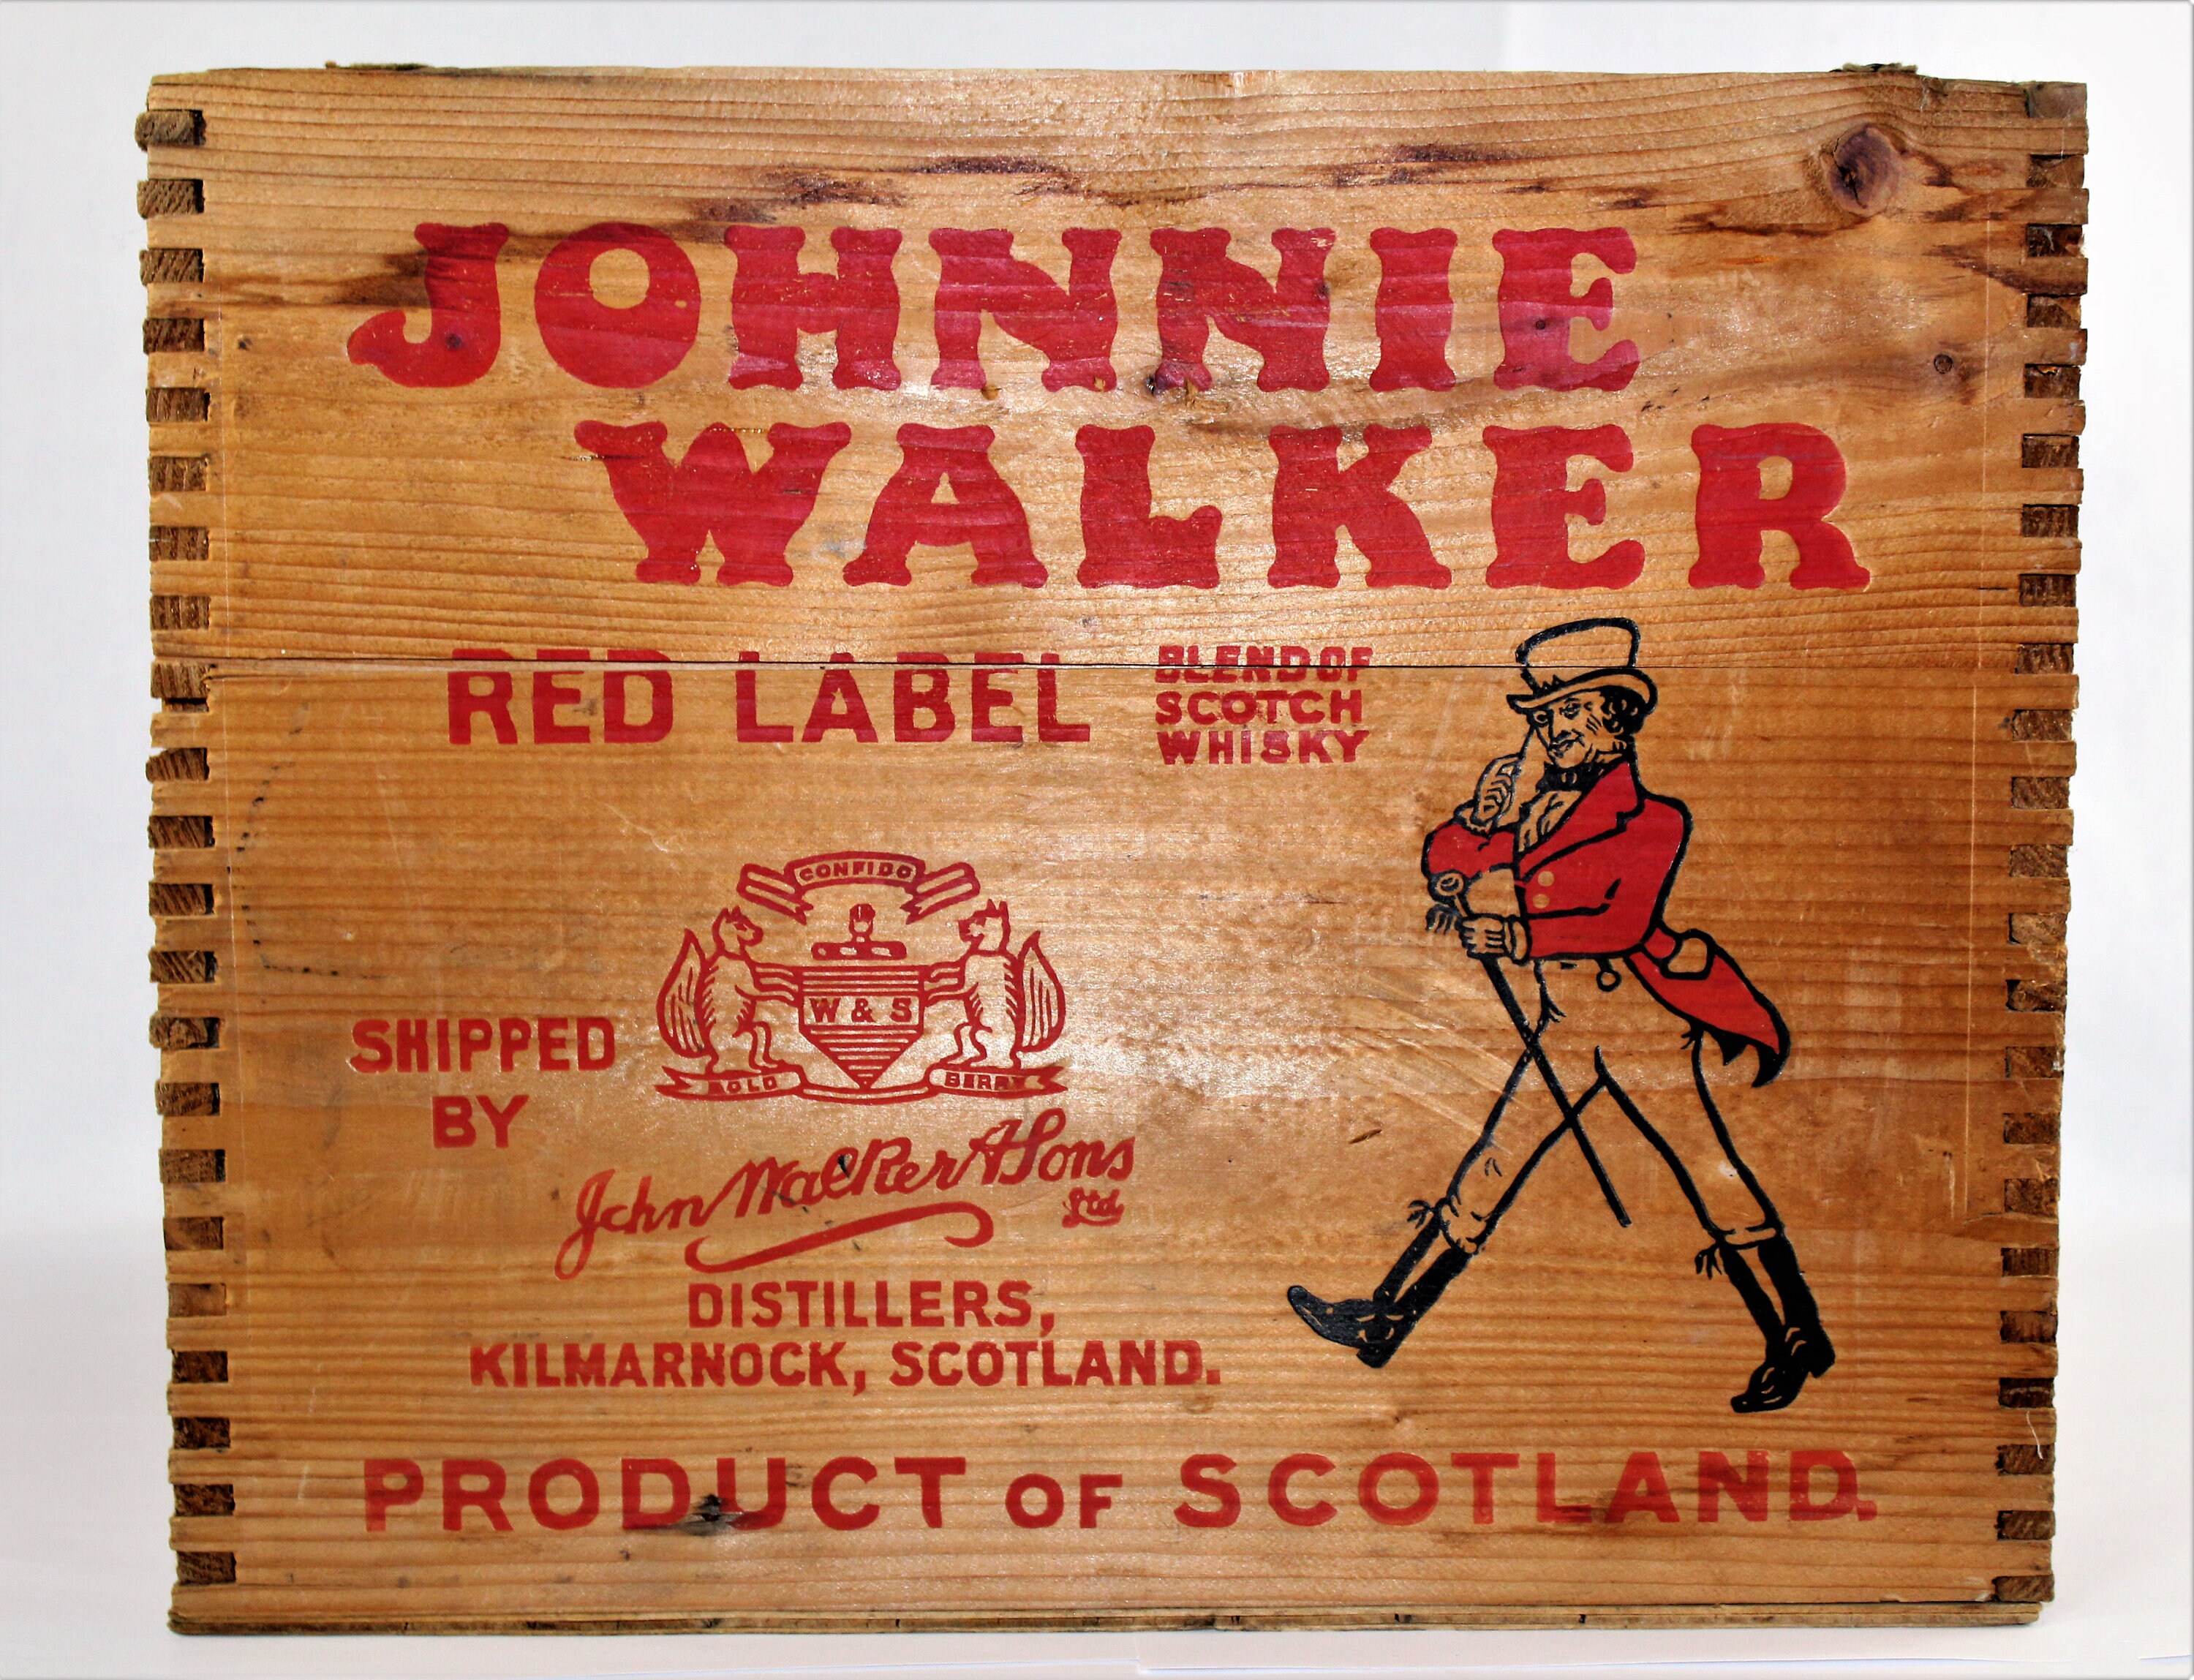 JOHNNIE
WALKER
RED LABEL
BLEND OF
SCOTCH
WHISKY
CONFIDO
W & S
BOLD BERRY
SHIPPED
BY
John Walker & Sons
Ltd.
DISTILLERS,
KILMARNOCK, SCOTLAND.
PRODUCT OF SCOTLAND.